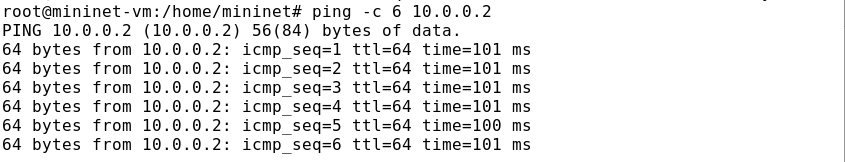 root@mininet-vm:/home/mininet# ping -c 6 10.0.0.2
PING 10.0.0.2 (10.0.0.2) 56(84) bytes of data.
64 bytes from 10.0.0.2: icmp_seq=1 ttl=64 time=101 ms
64 bytes from 10.0.0.2: icmp_seq=2 ttl=64 time=101 ms
64 bytes from 10.0.0.2: icmp_seq=3 ttl=64 time=101 ms
64 bytes from 10.0.0.2: icmp_seq=4 ttl=64 time=101 ms
64 bytes from 10.0.0.2: icmp_seq=5 ttl=64 time=100 ms
64 bytes from 10.0.0.2: icmp_seq=6 ttl=64 time=101 ms